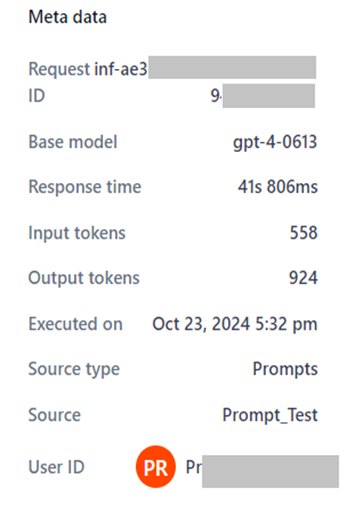 Meta data
Request inf-ae3
ID 9
Base model gpt-4-0613
Response time 41s 806ms
Input tokens 558
Output tokens 924
Executed on Oct 23, 2024 5:32 pm
Source type Prompts
Source Prompt_Test
User ID PR Pr